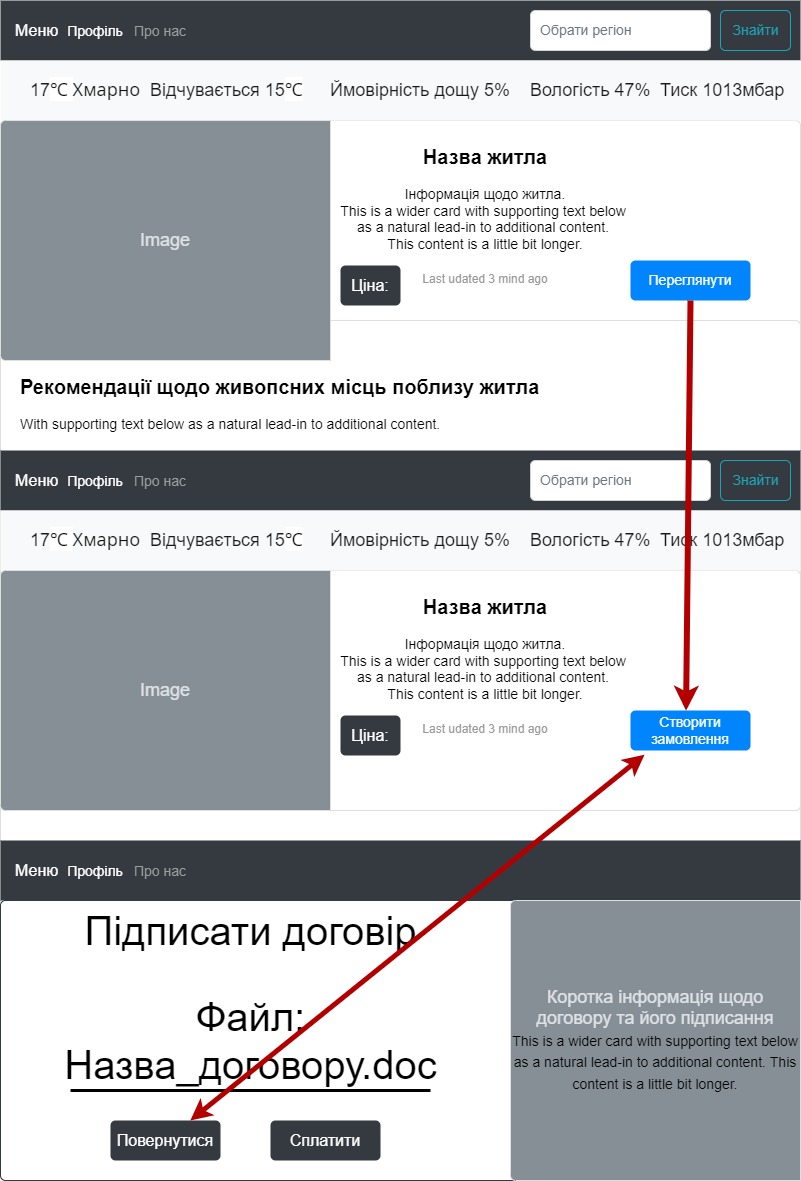 Меню Профіль Про нас Обрати регіон Знайти
17℃ Хмарно Відчувається 15℃ Ймовірність дощу 5% Вологість 47% Тиск 1013мбар
Image
Назва житла
Інформація щодо житла.
This is a wider card with supporting text below
as a natural lead-in to additional content.
This content is a little bit longer.
Ціна: Last udated 3 mind ago Переглянути
Рекомендації щодо живопсних місць поблизу житла
With supporting text below as a natural lead-in to additional content.
Меню Профіль Про нас Обрати регіон Знайти
17℃ Хмарно Відчувається 15℃ Ймовірність дощу 5% Вологість 47% Тиск 1013мбар
Image
Назва житла
Інформація щодо житла.
This is a wider card with supporting text below
as a natural lead-in to additional content.
This content is a little bit longer.
Ціна: Last udated 3 mind ago
Створити
замовлення
Меню Профіль Про нас
Підписати договір
Файл:
Назва_договору.doc
Повернутися Сплатити
Коротка інформація щодо
договору та його підписання
This is a wider card with supporting text below
as a natural lead-in to additional content. This
content is a little bit longer.